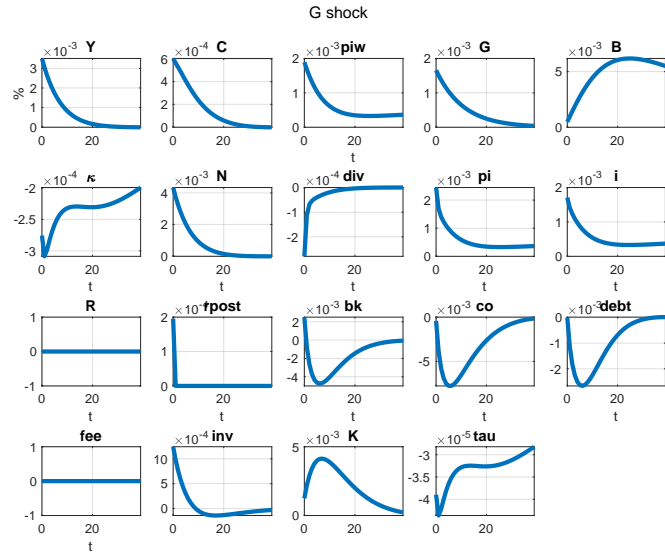 G shock
×10⁻³ Y
3
2
1
0
%
0 20
×10⁻⁴ C
6
4
2
0
0 20
×10⁻³ piw
2
1
0
0 20
t
×10⁻³ G
2
1
0
0 20
×10⁻³ B
5
0
0 20
×10⁻⁴ κ
-2
-2.5
-3
0 20
t
×10⁻³ N
4
2
0
0 20
t
×10⁻⁴ div
0
-1
-2
0 20
t
×10⁻³ pi
2
1
0
0 20
t
×10⁻³ i
2
1
0
0 20
t
R
1
0
-1
0 20
t
×10⁻⁴ rpost
2
1
0
0 20
t
×10⁻³ bk
2
0
-2
-4
0 20
t
×10⁻³ co
0
-5
0 20
t
×10⁻³ debt
0
-1
-2
0 20
t
fee
1
0
-1
0 20
t
×10⁻⁴ inv
10
5
0
0 20
t
×10⁻³ K
5
0
0 20
t
×10⁻⁵ tau
-3
-3.5
-4
0 20
t